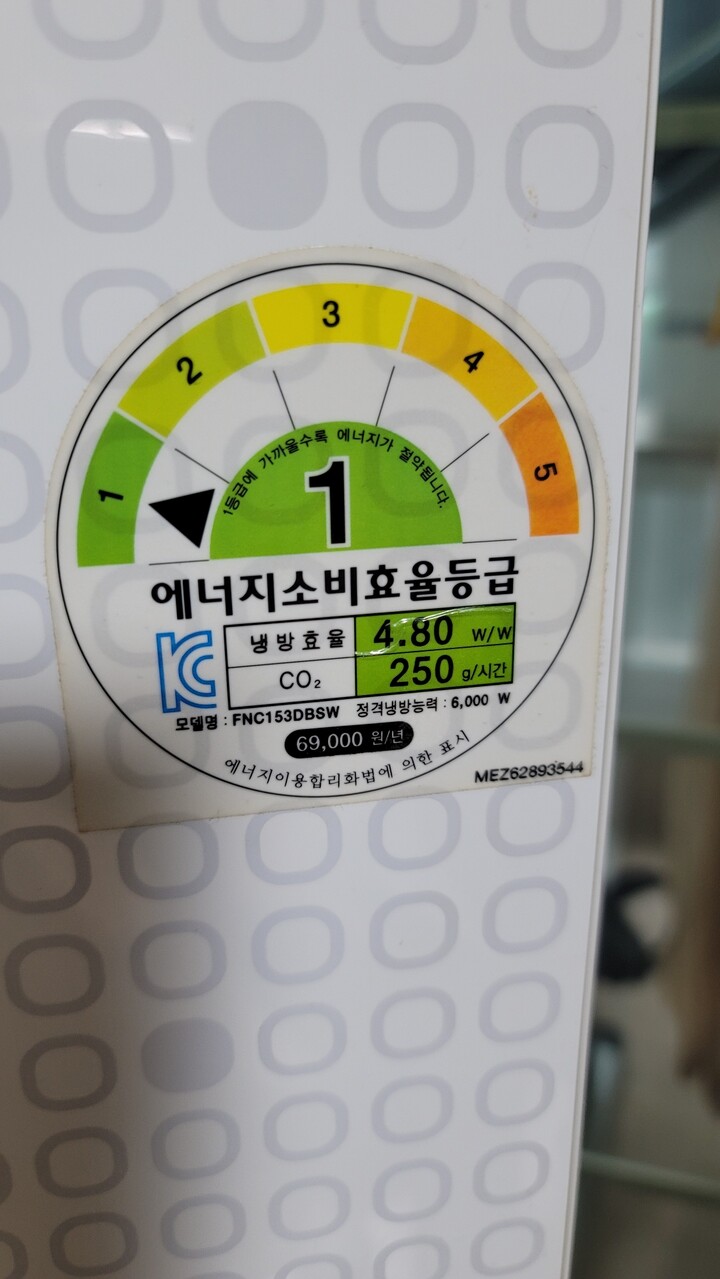 1
2
3
4
5
1등급에 가까울수록 에너지가 절약됩니다.
1
에너지소비효율등급
냉방효율 4.80 W/W
CO₂ 250 g/시간
모델명 : FNC153DBSW 정격냉방능력 : 6,000 W
69,000 원/년
에너지이용합리화법에 의한 표시
MEZ62893544